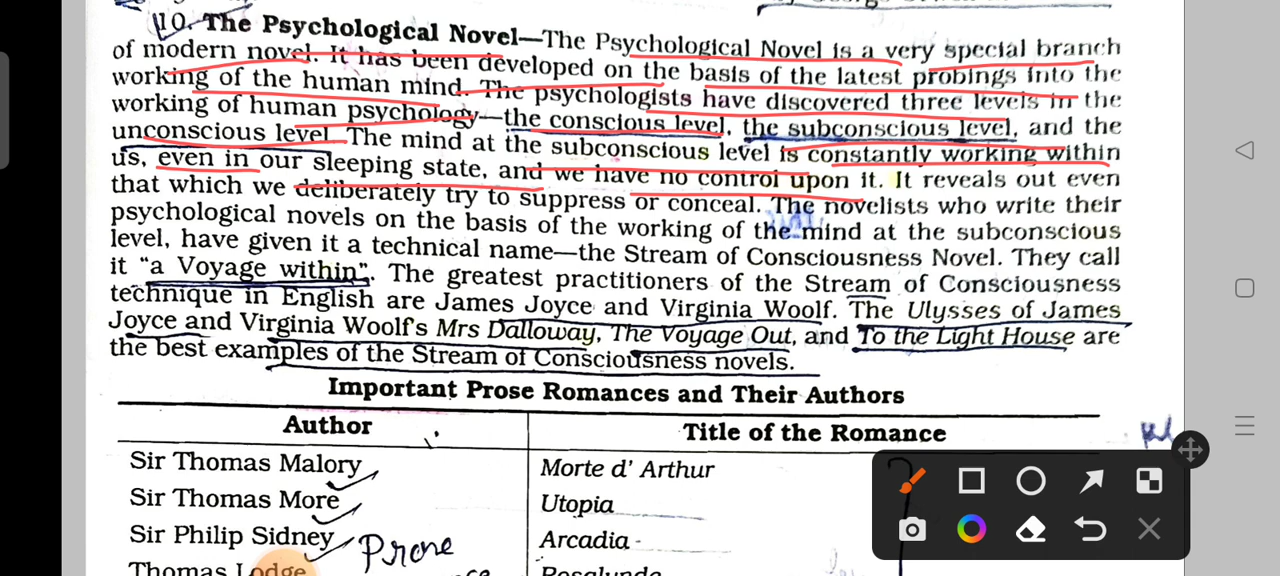 10. The Psychological Novel—The Psychological Novel is a very special branch
of modern novel. It has been developed on the basis of the latest probings into the
working of the human mind. The psychologists have discovered three levels in the
working of human psychology—the conscious level, the subconscious level, and the
unconscious level. The mind at the subconscious level is constantly working within
us, even in our sleeping state, and we have no control upon it. It reveals out even
that which we deliberately try to suppress or conceal. The novelists who write their
psychological novels on the basis of the working of the mind at the subconscious
level, have given it a technical name—the Stream of Consciousness Novel. They call
it "a Voyage within". The greatest practitioners of the Stream of Consciousness
technique in English are James Joyce and Virginia Woolf. The Ulysses of James
Joyce and Virginia Woolf's Mrs Dalloway, The Voyage Out, and To the Light House are
the best examples of the Stream of Consciousness novels.
Important Prose Romances and Their Authors
Author Title of the Romance
Sir Thomas Malory Morte d' Arthur
Sir Thomas More Utopia
Sir Philip Sidney Arcadia
Thomas Lodge Rosalynde